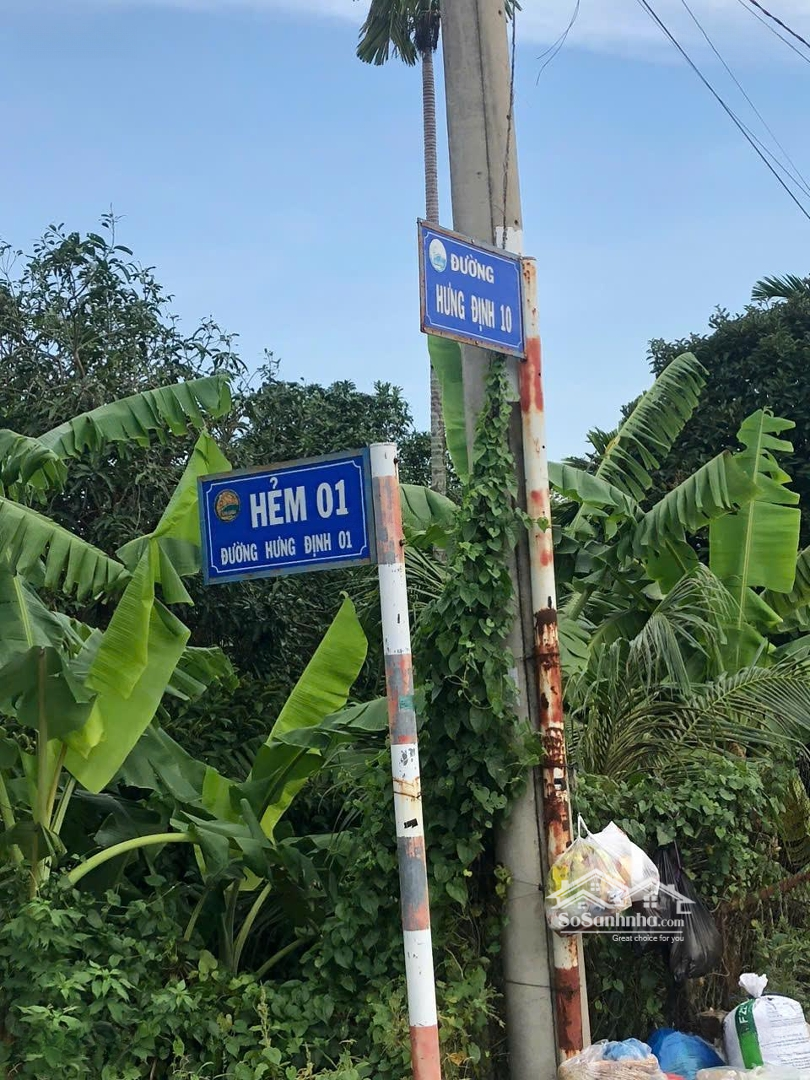 ĐƯỜNG
HƯNG ĐỊNH 10
HẺM 01
ĐƯỜNG HƯNG ĐỊNH 01
SoSanhnha.com
Great choice for you